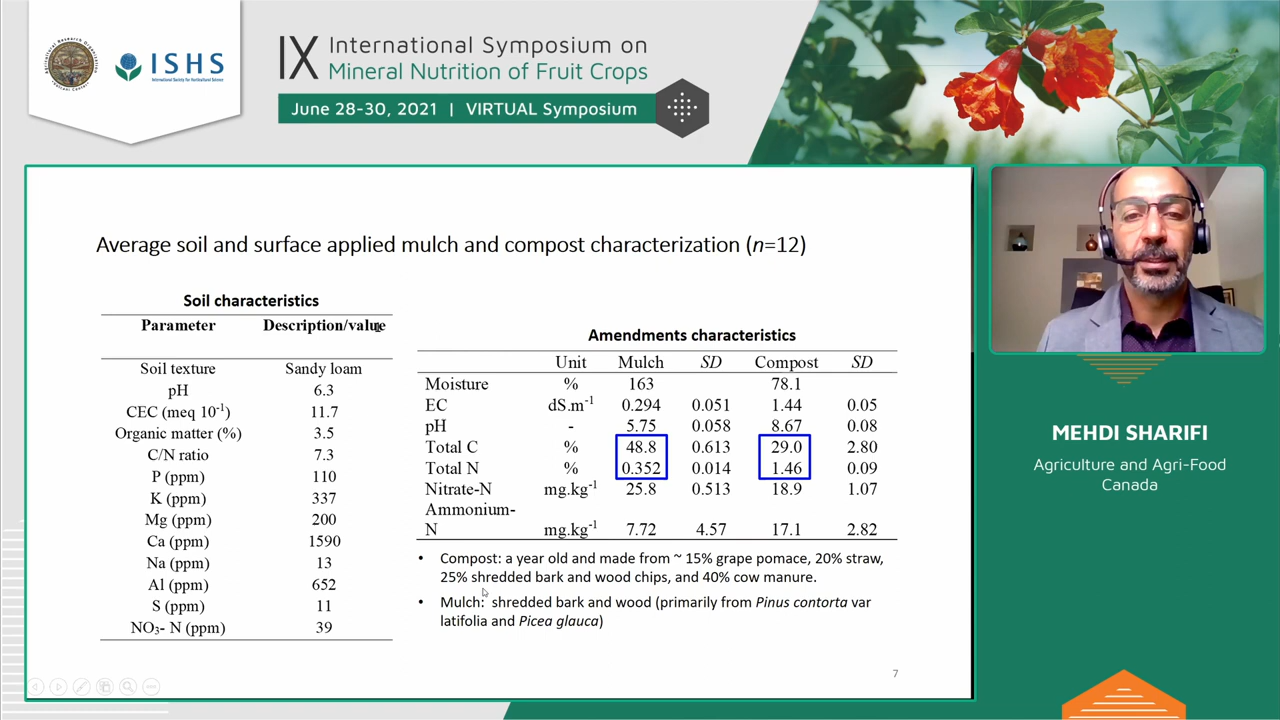 ISHS
International Society for Horticultural Science
IX International Symposium on
Mineral Nutrition of Fruit Crops
June 28-30, 2021 | VIRTUAL Symposium
Average soil and surface applied mulch and compost characterization (n=12)
Soil characteristics
Parameter Description/value
Soil texture Sandy loam
pH 6.3
CEC (meq 10-1) 11.7
Organic matter (%) 3.5
C/N ratio 7.3
P (ppm) 110
K (ppm) 337
Mg (ppm) 200
Ca (ppm) 1590
Na (ppm) 13
Al (ppm) 652
S (ppm) 11
NO3- N (ppm) 39
Amendments characteristics
Unit Mulch SD Compost SD
Moisture % 163 78.1
EC dS.m-1 0.294 0.051 1.44 0.05
pH - 5.75 0.058 8.67 0.08
Total C % 48.8 0.613 29.0 2.80
Total N % 0.352 0.014 1.46 0.09
Nitrate-N mg.kg-1 25.8 0.513 18.9 1.07
Ammonium-
N mg.kg-1 7.72 4.57 17.1 2.82
• Compost: a year old and made from ~ 15% grape pomace, 20% straw,
25% shredded bark and wood chips, and 40% cow manure.
• Mulch: shredded bark and wood (primarily from Pinus contorta var
latifolia and Picea glauca)
7
MEHDI SHARIFI
Agriculture and Agri-Food
Canada